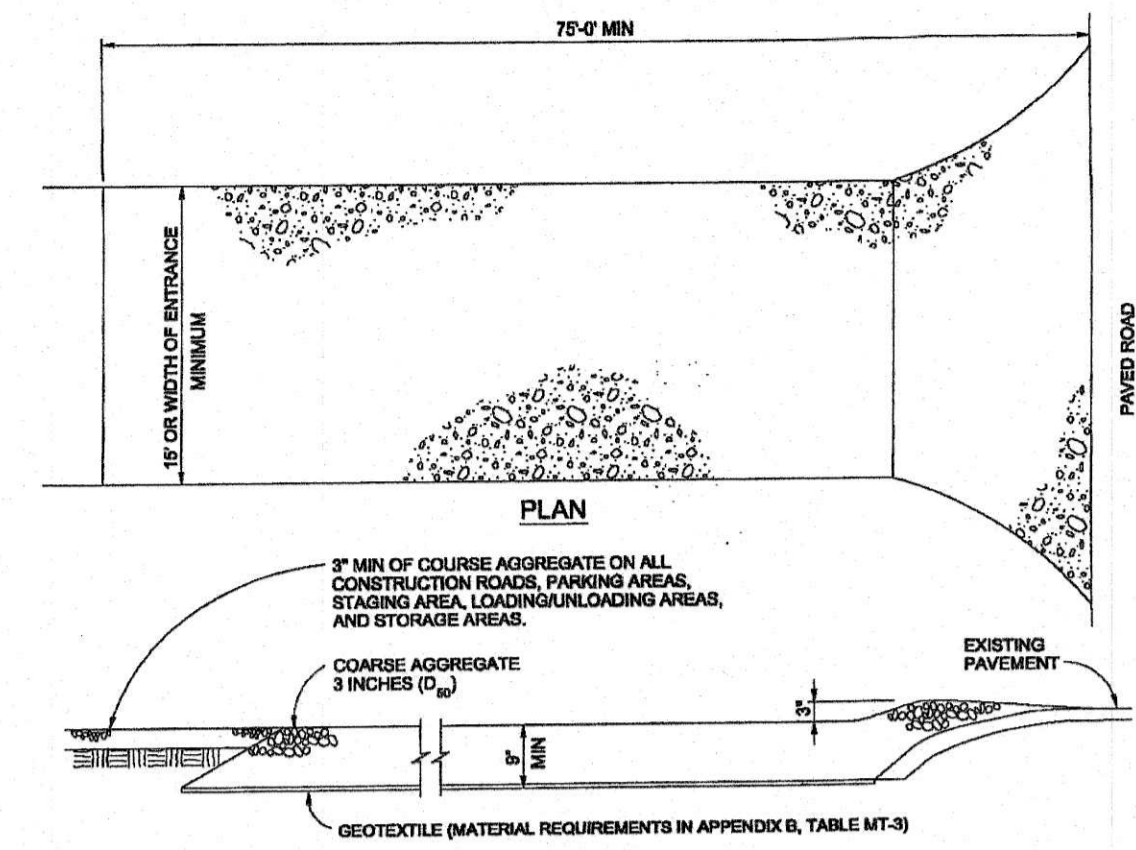 75'-0' MIN
15' OR WIDTH OF ENTRANCE
MINIMUM
PAVED ROAD
PLAN
3" MIN OF COURSE AGGREGATE ON ALL
CONSTRUCTION ROADS, PARKING AREAS,
STAGING AREA, LOADING/UNLOADING AREAS,
AND STORAGE AREAS.
COARSE AGGREGATE
3 INCHES (D50)
EXISTING
PAVEMENT
3"
9"
MIN
GEOTEXTILE (MATERIAL REQUIREMENTS IN APPENDIX B, TABLE MT-3)